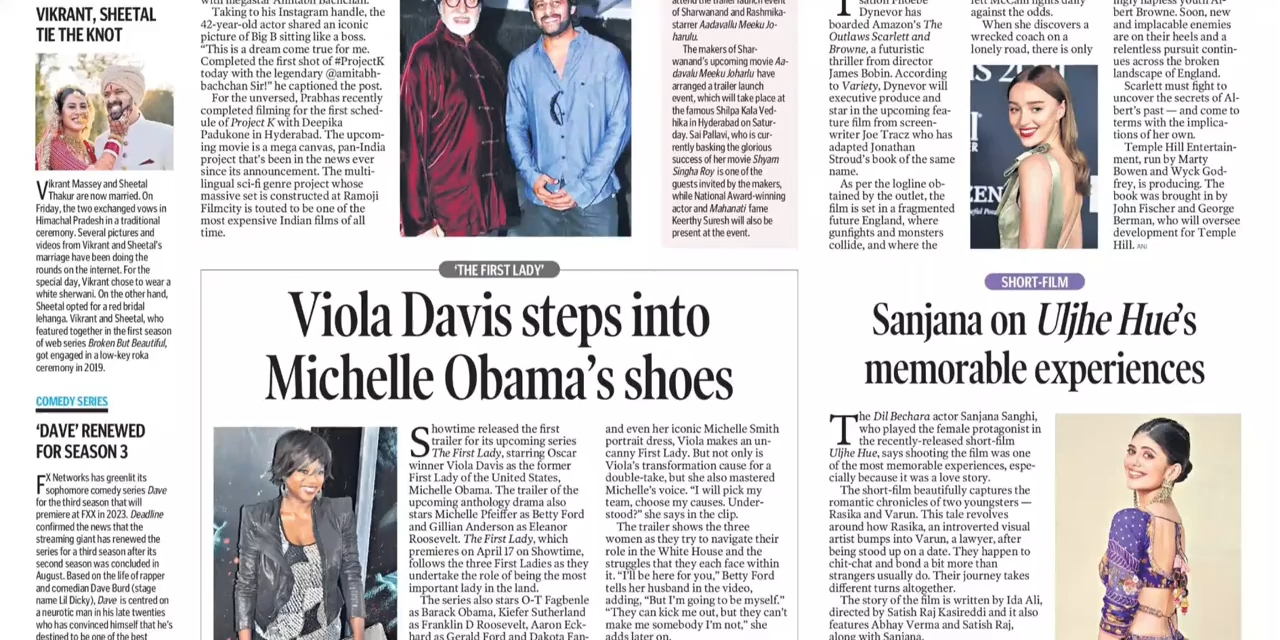 VIKRANT, SHEETAL
TIE THE KNOT
Vikrant Massey and Sheetal
Thakur are now married. On
Friday, the two exchanged vows in
Himachal Pradesh in a traditional
ceremony. Several pictures and
videos from Vikrant and Sheetal's
marriage have been doing the
rounds on the internet. For the
special day, Vikrant chose to wear a
white sherwani. On the other hand,
Sheetal opted for a red bridal
lehanga. Vikrant and Sheetal, who
featured together in the first season
of web series Broken But Beautiful,
got engaged in a low-key roka
ceremony in 2019.
COMEDY SERIES
'DAVE' RENEWED
FOR SEASON 3
FX Networks has greenlit its
sophomore comedy series Dave
for the third season that will
premiere at FXX in 2023. Deadline
confirmed the news that the
streaming giant has renewed the
series for a third season after its
second season was concluded in
August. Based on the life of rapper
and comedian Dave Burd (stage
name Lil Dicky), Dave is centred on
a neurotic man in his late twenties
who has convinced himself that he's
destined to be one of the best
with megastar Amitabh Bachchan.
Taking to his Instagram handle, the
42-year-old actor shared an iconic
picture of Big B sitting like a boss.
"This is a dream come true for me.
Completed the first shot of #ProjectK
today with the legendary @amitabh-
bachchan Sir!" he captioned the post.
For the unversed, Prabhas recently
completed filming for the first sched-
ule of Project K with Deepika
Padukone in Hyderabad. The upcom-
ing movie is a mega canvas, pan-India
project that's been in the news ever
since its announcement. The multi-
lingual sci-fi genre project whose
massive set is constructed at Ramoji
Filmcity is touted to be one of the
most expensive Indian films of all
time.
attend the trailer launch event
of Sharwanand and Rashmika-
starrer Aadavallu Meeku Jo-
harulu.
The makers of Shar-
wanand's upcoming movie Aa-
davalu Meeku Joharlu have
arranged a trailer launch
event, which will take place at
the famous Shilpa Kala Ved-
hika in Hyderabad on Satur-
day. Sai Pallavi, who is cur-
rently basking the glorious
success of her movie Shyam
Singha Roy is one of the
guests invited by the makers,
while National Award-winning
actor and Mahanati fame
Keerthy Suresh will also be
present at the event.
sation Phoebe
Dynevor has
boarded Amazon's The
Outlaws Scarlett and
Browne, a futuristic
thriller from director
James Bobin. According
to Variety, Dynevor will
executive produce and
star in the upcoming fea-
ture film from screen-
writer Joe Tracz who has
adapted Jonathan
Stroud's book of the same
name.
As per the logline ob-
tained by the outlet, the
film is set in a fragmented
future England, where
gunfights and monsters
collide, and where the
fights daily
against the odds.
When she discovers a
wrecked coach on a
lonely road, there is only
ingly hapless youth Al-
bert Browne. Soon, new
and implacable enemies
are on their heels and a
relentless pursuit contin-
ues across the broken
landscape of England.
Scarlett must fight to
uncover the secrets of Al-
bert's past — and come to
terms with the implica-
tions of her own.
Temple Hill Entertain-
ment, run by Marty
Bowen and Wyck God-
frey, is producing. The
book was brought in by
John Fischer and George
Berman, who will oversee
development for Temple
Hill. ANI
'THE FIRST LADY'
Viola Davis steps into
Michelle Obama's shoes
Showtime released the first
trailer for its upcoming series
The First Lady, starring Oscar
winner Viola Davis as the former
First Lady of the United States,
Michelle Obama. The trailer of the
upcoming anthology drama also
stars Michelle Pfeiffer as Betty Ford
and Gillian Anderson as Eleanor
Roosevelt. The First Lady, which
premieres on April 17 on Showtime,
follows the three First Ladies as they
undertake the role of being the most
important lady in the land.
The series also stars O-T Fagbenle
as Barack Obama, Kiefer Sutherland
as Franklin D Roosevelt, Aaron Eck-
hard as Gerald Ford and Dakota Fan-
and even her iconic Michelle Smith
portrait dress, Viola makes an un-
canny First Lady. But not only is
Viola's transformation cause for a
double-take, but she also mastered
Michelle's voice. "I will pick my
team, choose my causes. Under-
stood?" she says in the clip.
The trailer shows the three
women as they try to navigate their
role in the White House and the
struggles that they each face within
it. "I'll be here for you," Betty Ford
tells her husband in the video,
adding, "But I'm going to be myself."
"They can kick me out, but they can't
make me somebody I'm not," she
adds later on.
SHORT-FILM
Sanjana on Uljhe Hue's
memorable experiences
The Dil Bechara actor Sanjana Sanghi,
who played the female protagonist in
the recently-released short-film
Uljhe Hue, says shooting the film was one
of the most memorable experiences, espe-
cially because it was a love story.
The short-film beautifully captures the
romantic chronicles of two youngsters —
Rasika and Varun. This tale revolves
around how Rasika, an introverted visual
artist bumps into Varun, a lawyer, after
being stood up on a date. They happen to
chit-chat and bond a bit more than
strangers usually do. Their journey takes
different turns altogether.
The story of the film is written by Ida Ali,
directed by Satish Raj Kasireddi and it also
features Abhay Verma and Satish Raj,
along with Sanjana.